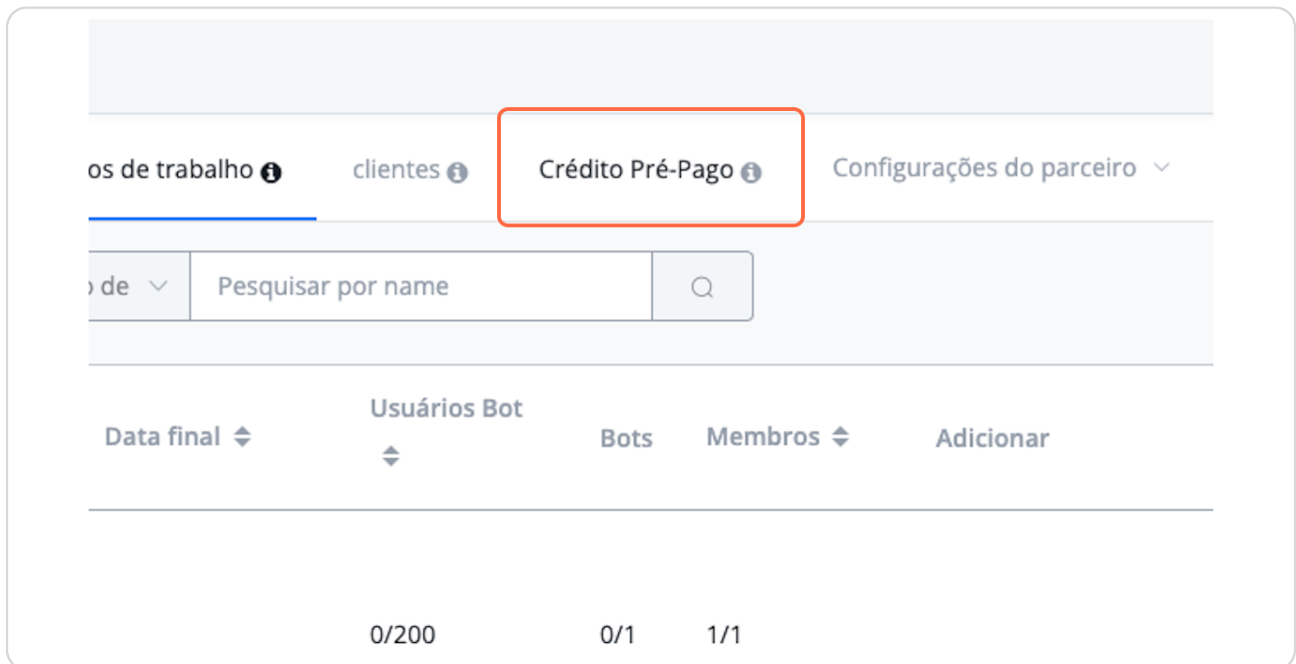 os de trabalho
clientes
Crédito Pré-Pago
Configurações do parceiro
de
Pesquisar por name
Data final
Usuários Bot
Bots
Membros
Adicionar
0/200
0/1
1/1